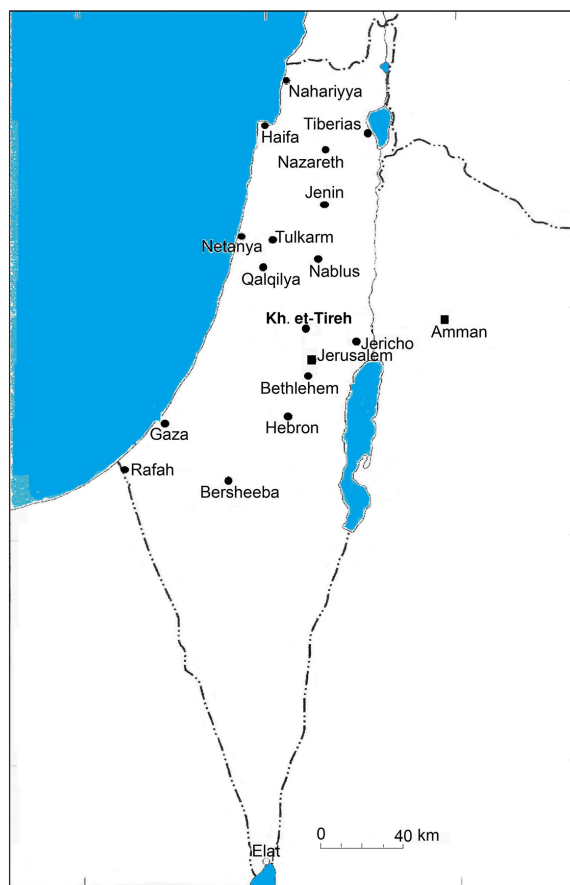 Nahariyya
Haifa
Tiberias
Nazareth
Jenin
Netanya
Tulkarm
Nablus
Qalqilya
Kh. et-Tireh
Amman
Jericho
Jerusalem
Bethlehem
Hebron
Gaza
Rafah
Bersheeba
0 40 km
Elat